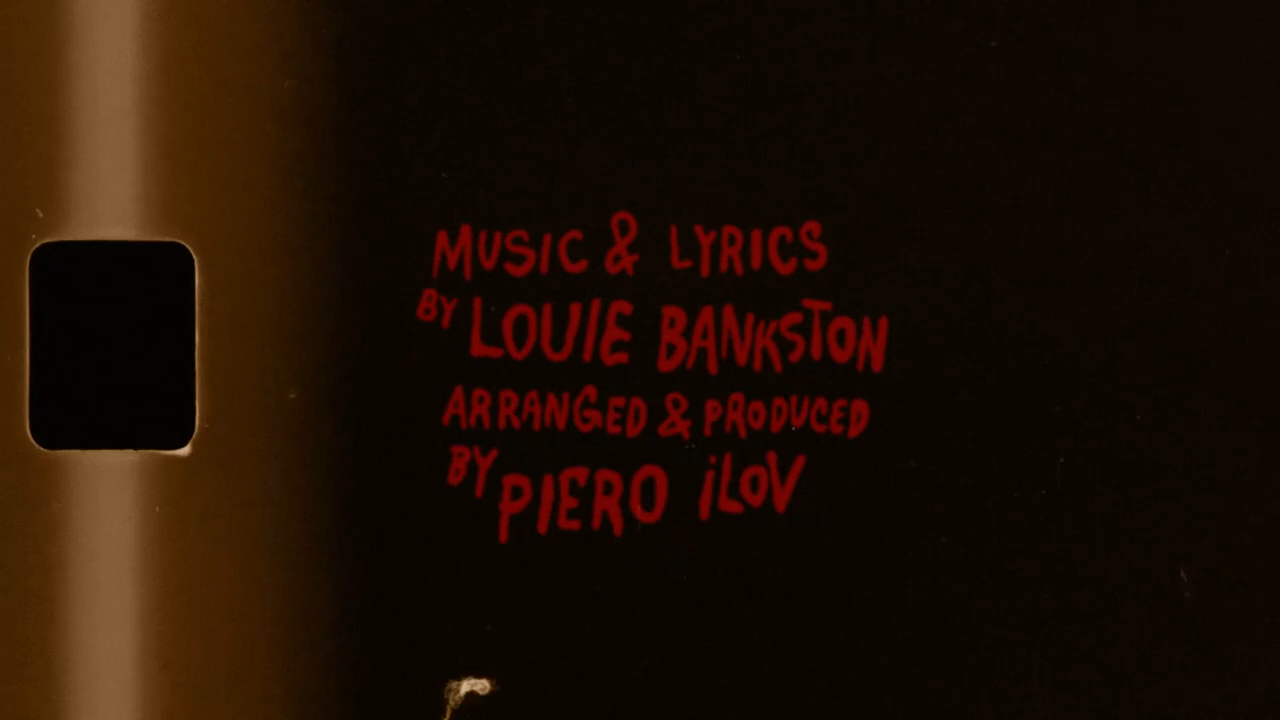 MUSIC & LYRICS
BY LOUIE BANKSTON
ARRANGED & PRODUCED
BY PIERO iLOV